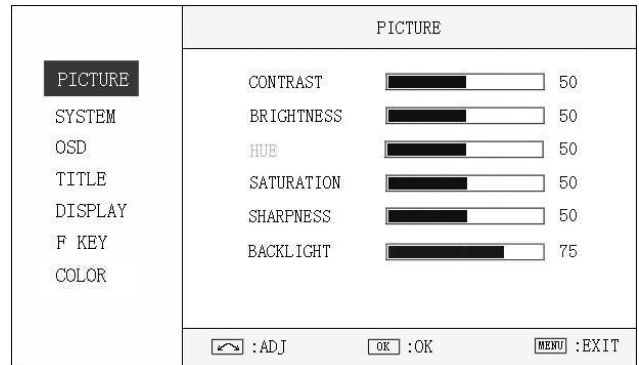 PICTURE
PICTURE
SYSTEM
OSD
TITLE
DISPLAY
F KEY
COLOR
CONTRAST 50
BRIGHTNESS 50
HUE 50
SATURATION 50
SHARPNESS 50
BACKLIGHT 75
:ADJ OK :OK MENU :EXIT